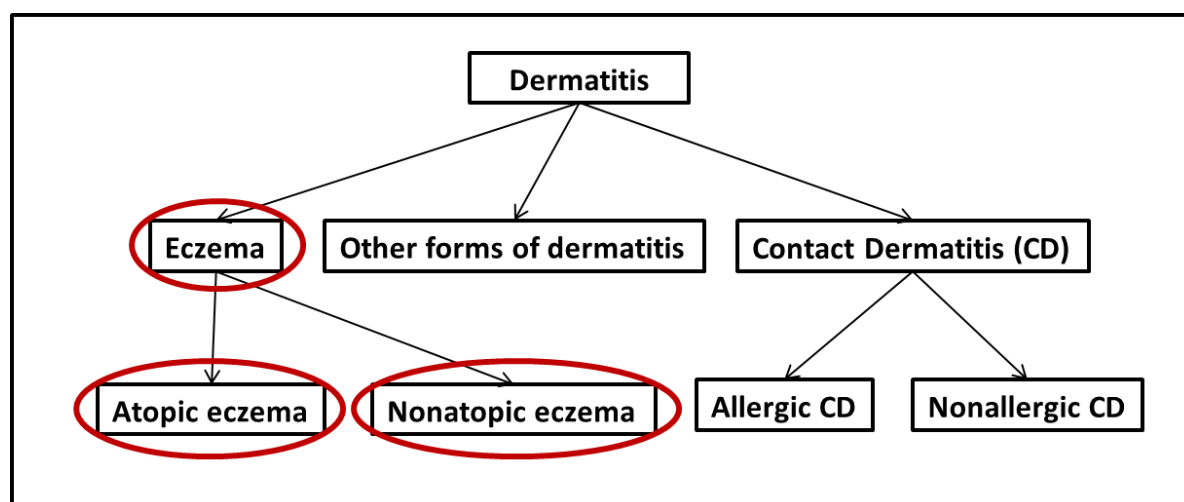 Dermatitis
Eczema
Other forms of dermatitis
Contact Dermatitis (CD)
Atopic eczema
Nonatopic eczema
Allergic CD
Nonallergic CD